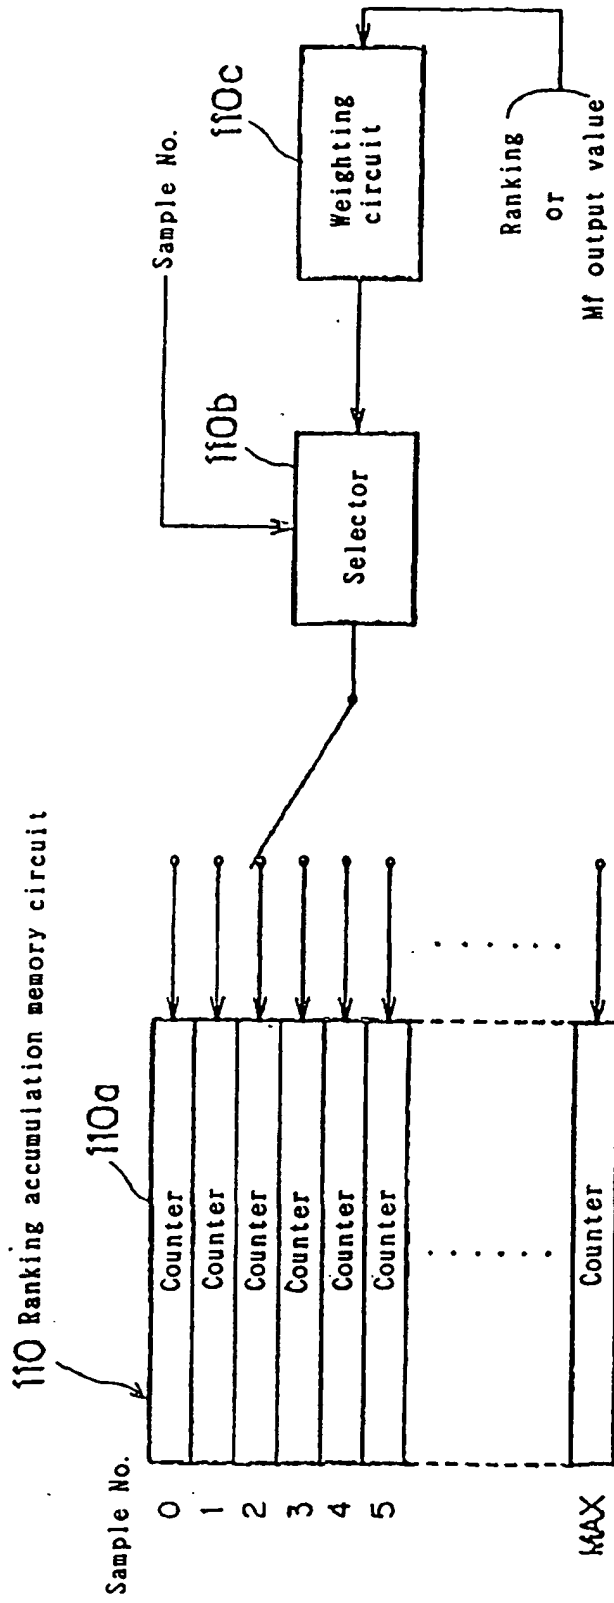 110 Ranking accumulation memory circuit
Sample No.
110a
0 Counter
1 Counter
2 Counter
3 Counter
4 Counter
5 Counter
MAX Counter
Sample No.
110b
Selector
110c
Weighting
circuit
Ranking
or
Mf output value